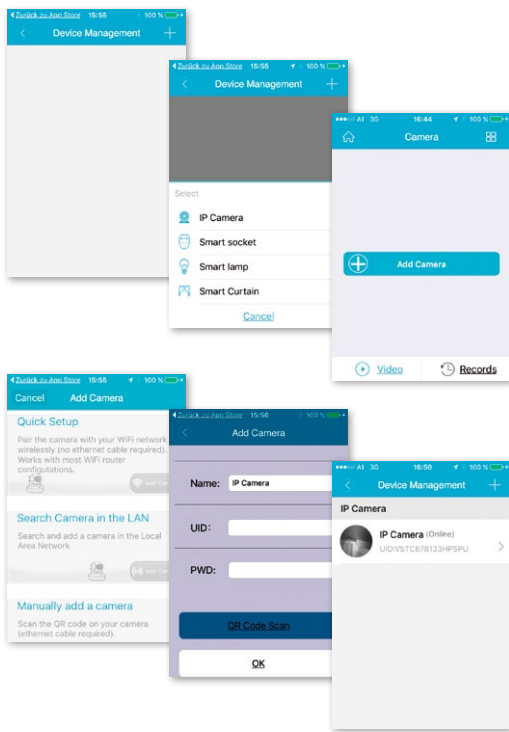 Zurück zu App Store 15:55 100 %
Device Management
Zurück zu App Store 15:55 100 %
Device Management
Select
IP Camera
Smart socket
Smart lamp
Smart Curtain
Cancel
A1 3G 16:44 100 %
Camera
Add Camera
Video
Records
Zurück zu App Store 15:55 100 %
Cancel Add Camera
Quick Setup
Pair the camera with your WiFi network
wirelessly (no ethernet cable required).
Works with most WiFi router
configutations.
Add Cam
Search Camera in the LAN
Search and add a camera in the Local
Area Network
Add Cam
Manually add a camera
Scan the QR code on your camera
(ethernet cable required).
Zurück zu App Store 15:56 100 %
Add Camera
Name: IP Camera
UID:
PWD:
QR Code Scan
OK
A1 3G 16:50 100 %
Device Management
IP Camera
IP Camera (Online)
UID:VSTC878133HPSPU